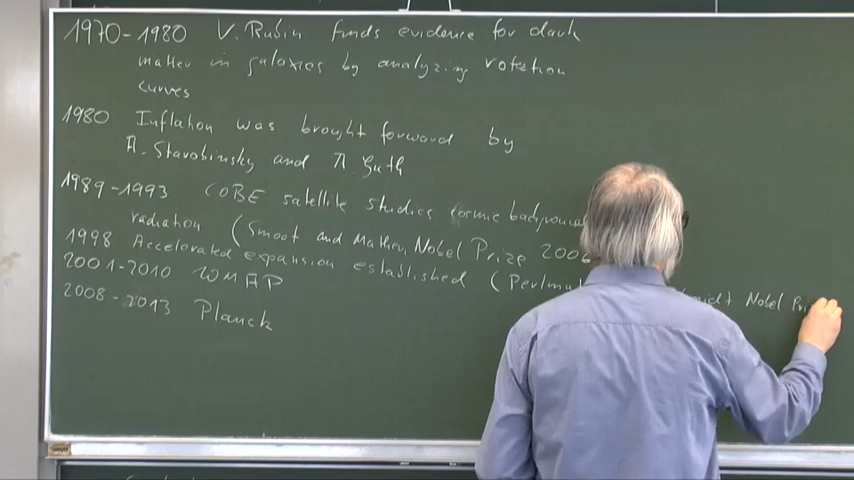 1970-1980 V. Rubin finds evidence for dark
matter in galaxies by analyzing rotation
curves
1980 Inflation was brought forward by
A. Starobinsky and A. Guth
1989-1993 COBE satellite studies cosmic background
radiation (Smoot and Mather, Nobel Prize 2006
1998 Accelerated expansion established (Perlmu midt Nobel Pri
2001-2010 WMAP
2008-2013 Planck